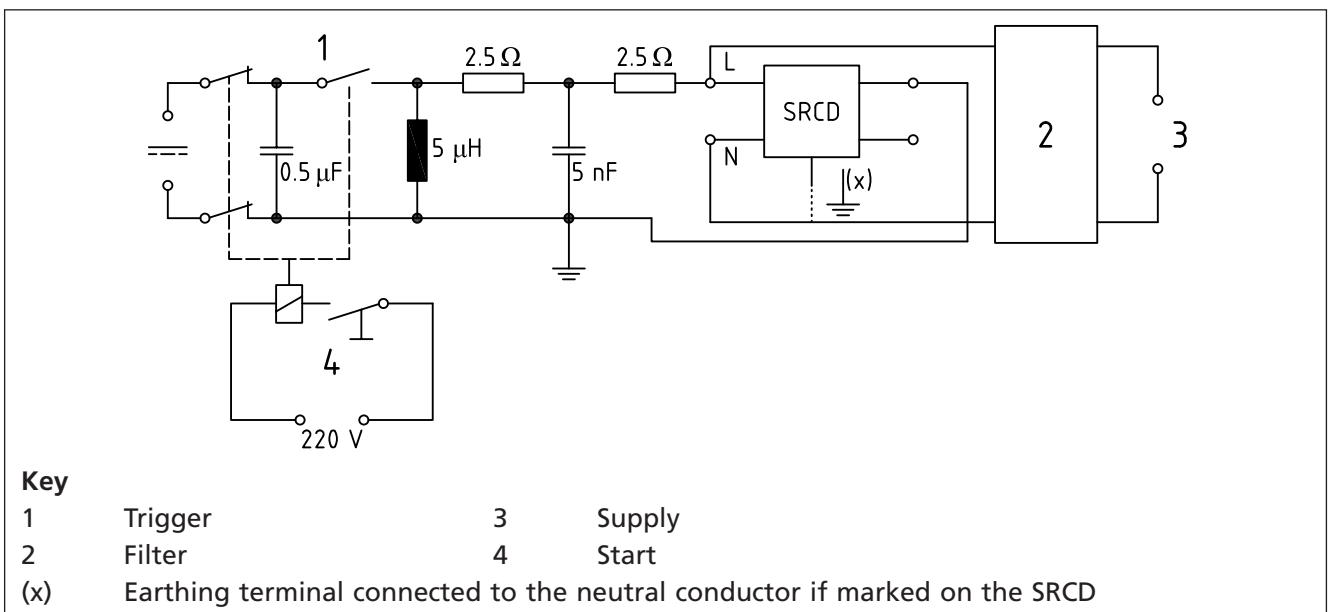 1
2.5 Ω
2.5 Ω
L
SRCD
N
(x)
2
3
0.5 μF
5 μH
5 nF
4
220 V
Key
1 Trigger 3 Supply
2 Filter 4 Start
(x) Earthing terminal connected to the neutral conductor if marked on the SRCD